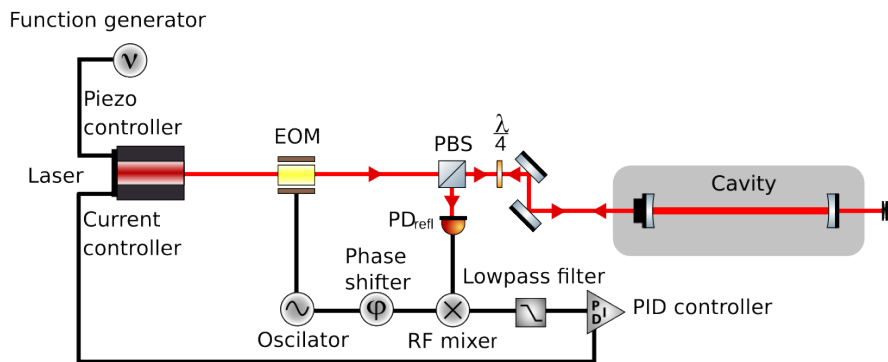 Function generator
ν
Piezo
controller
EOM
PBS
λ
4
Laser
Cavity
Current
controller
PDrefl
Phase
shifter
Lowpass filter
φ
P
I
D
PID controller
Oscilator
RF mixer